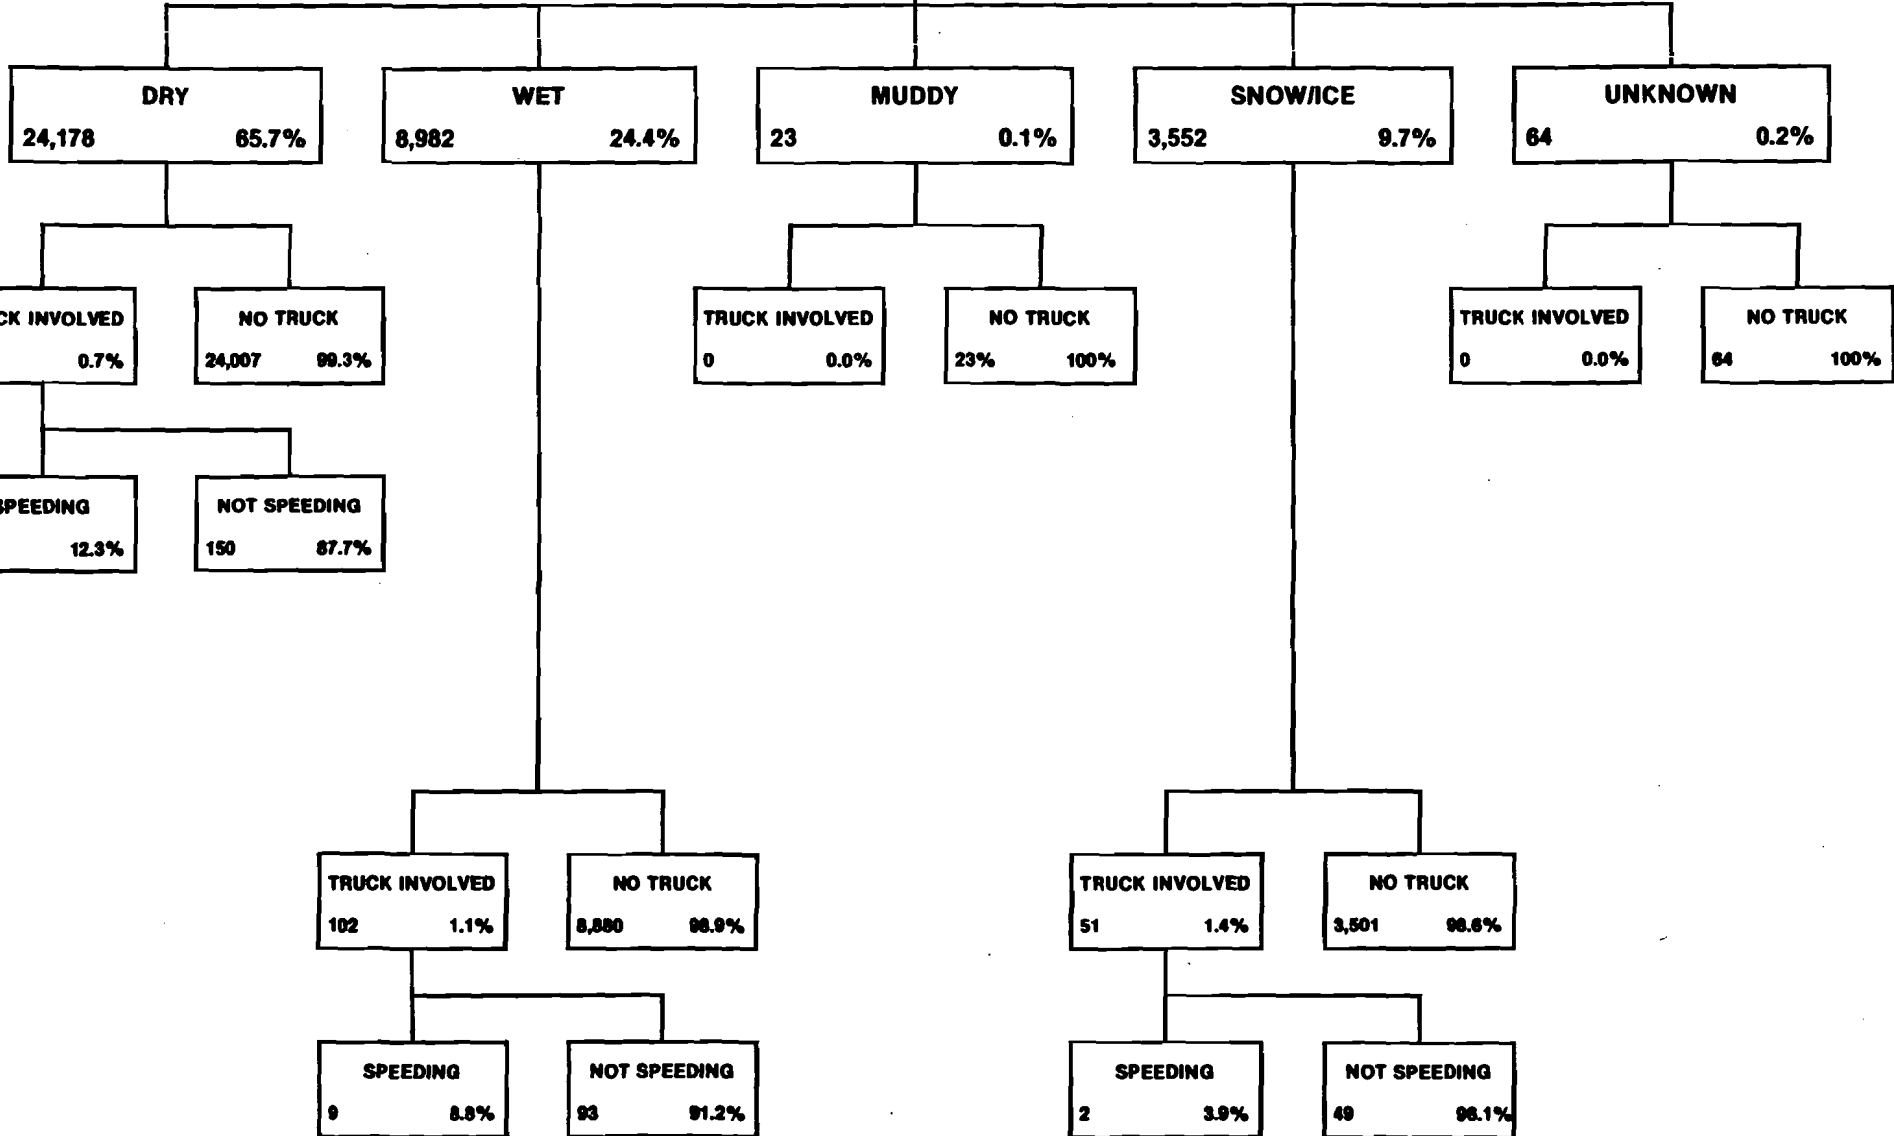 DRY
24,178 65.7%
WET
8,982 24.4%
MUDDY
23 0.1%
SNOW/ICE
3,552 9.7%
UNKNOWN
64 0.2%
CK INVOLVED
0.7%
NO TRUCK
24,007 99.3%
TRUCK INVOLVED
0 0.0%
NO TRUCK
23% 100%
TRUCK INVOLVED
0 0.0%
NO TRUCK
64 100%
SPEEDING
12.3%
NOT SPEEDING
150 87.7%
TRUCK INVOLVED
102 1.1%
NO TRUCK
8,880 98.9%
TRUCK INVOLVED
51 1.4%
NO TRUCK
3,501 98.6%
SPEEDING
9 8.8%
NOT SPEEDING
93 91.2%
SPEEDING
2 3.9%
NOT SPEEDING
49 96.1%